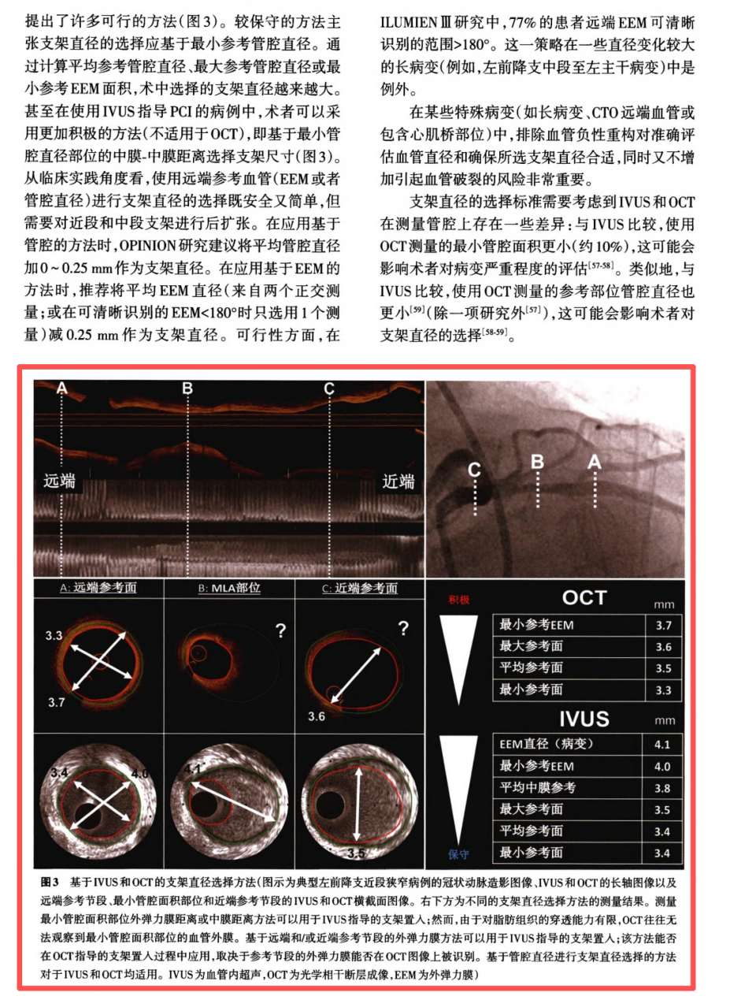 提出了许多可行的方法(图3)。较保守的方法主
张支架直径的选择应基于最小参考管腔直径。通
过计算平均参考管腔直径、最大参考管腔直径或最
小参考EEM面积,术中选择的支架直径越来越大。
甚至在使用IVUS指导PCI的病例中,术者可以采
用更加积极的方法(不适用于OCT),即基于最小管
腔直径部位的中膜-中膜距离选择支架尺寸(图3)。
从临床实践角度看,使用远端参考血管(EEM或者
管腔直径)进行支架直径的选择既安全又简单,但
需要对近段和中段支架进行后扩张。在应用基于
管腔的方法时,OPINION研究建议将平均管腔直径
加0~0.25 mm作为支架直径。在应用基于EEM的
方法时,推荐将平均EEM直径(来自两个正交测
量;或在可清晰识别的EEM<180°时只选用1个测
量)减0.25 mm作为支架直径。可行性方面,在
ILUMIEN Ⅲ研究中,77%的患者远端EEM可清晰
识别的范围>180°。这一策略在一些直径变化较大
的长病变(例如,左前降支中段至左主干病变)中是
例外。
在某些特殊病变(如长病变、CTO远端血管或
包含心肌桥部位)中,排除血管负性重构对准确评
估血管直径和确保所选支架直径合适,同时又不增
加引起血管破裂的风险非常重要。
支架直径的选择标准需要考虑到IVUS和OCT
在测量管腔上存在一些差异:与IVUS比较,使用
OCT测量的最小管腔面积更小(约10%),这可能会
影响术者对病变严重程度的评估[57-58]。类似地,与
IVUS比较,使用OCT测量的参考部位管腔直径也
更小[59](除一项研究外[57]),这可能会影响术者对
支架直径的选择[58-59]。
A B C
远端 近端
C B A
A: 远端参考面 B: MLA部位 C: 近端参考面
3.3
3.7
?
?
3.6
3.4 4.0
4.1
3.5
积极 OCT mm
最小参考EEM 3.7
最大参考面 3.6
平均参考面 3.5
最小参考面 3.3
IVUS mm
EEM直径(病变) 4.1
最小参考EEM 4.0
平均中膜参考 3.8
最大参考面 3.5
平均参考面 3.4
保守 最小参考面 3.4
图3 基于IVUS和OCT的支架直径选择方法(图示为典型左前降支近段狭窄病例的冠状动脉造影图像、IVUS和OCT的长轴图像以及
远端参考节段、最小管腔面积部位和近端参考节段的IVUS和OCT横截面图像。右下方为不同的支架直径选择方法的测量结果。测量
最小管腔面积部位外弹力膜距离或中膜距离方法可以用于IVUS指导的支架置入;然而,由于对脂肪组织的穿透能力有限,OCT往往无
法观察到最小管腔面积部位的血管外膜。基于远端和/或近端参考节段的外弹力膜方法可以用于IVUS指导的支架置入;该方法能否
在OCT指导的支架置入过程中应用,取决于参考节段的外弹力膜能否在OCT图像上被识别。基于管腔直径进行支架直径选择的方法
对于IVUS和OCT均适用。IVUS为血管内超声,OCT为光学相干断层成像,EEM为外弹力膜)